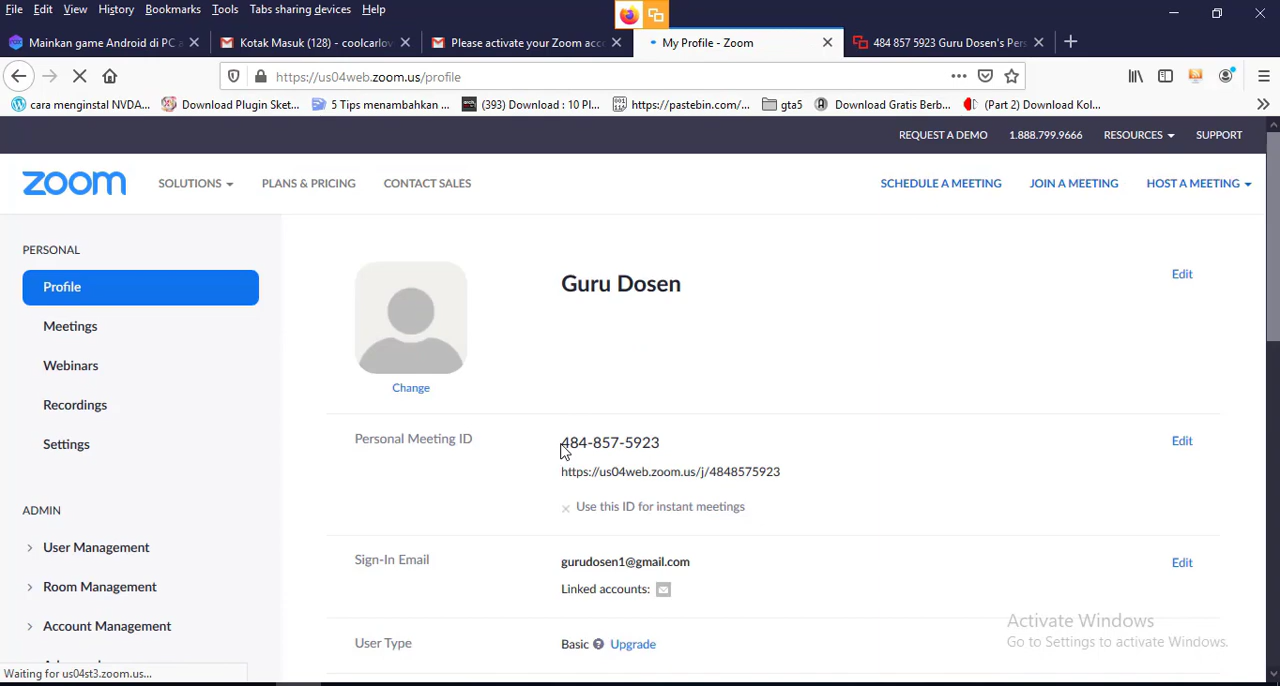 File Edit View History Bookmarks Tools Tabs sharing devices Help
Mainkan game Android di PC a
Kotak Masuk (128) - coolcarlov
Please activate your Zoom acc
My Profile - Zoom
484 857 5923 Guru Dosen's Pers
https://us04web.zoom.us/profile
cara menginstal NVDA...
Download Plugin Sket...
5 Tips menambahkan ...
(393) Download : 10 Pl...
https://pastebin.com/...
gta5
Download Gratis Berb...
(Part 2) Download Kol...
REQUEST A DEMO 1.888.799.9666 RESOURCES SUPPORT
zoom SOLUTIONS PLANS & PRICING CONTACT SALES SCHEDULE A MEETING JOIN A MEETING HOST A MEETING
PERSONAL
Profile
Meetings
Webinars
Recordings
Settings
ADMIN
User Management
Room Management
Account Management
Guru Dosen Edit
Change
Personal Meeting ID 484-857-5923 Edit
https://us04web.zoom.us/j/4848575923
Use this ID for instant meetings
Sign-In Email gurudosen1@gmail.com Edit
Linked accounts:
User Type Basic Upgrade
Activate Windows
Go to Settings to activate Windows.
Waiting for us04st3.zoom.us...